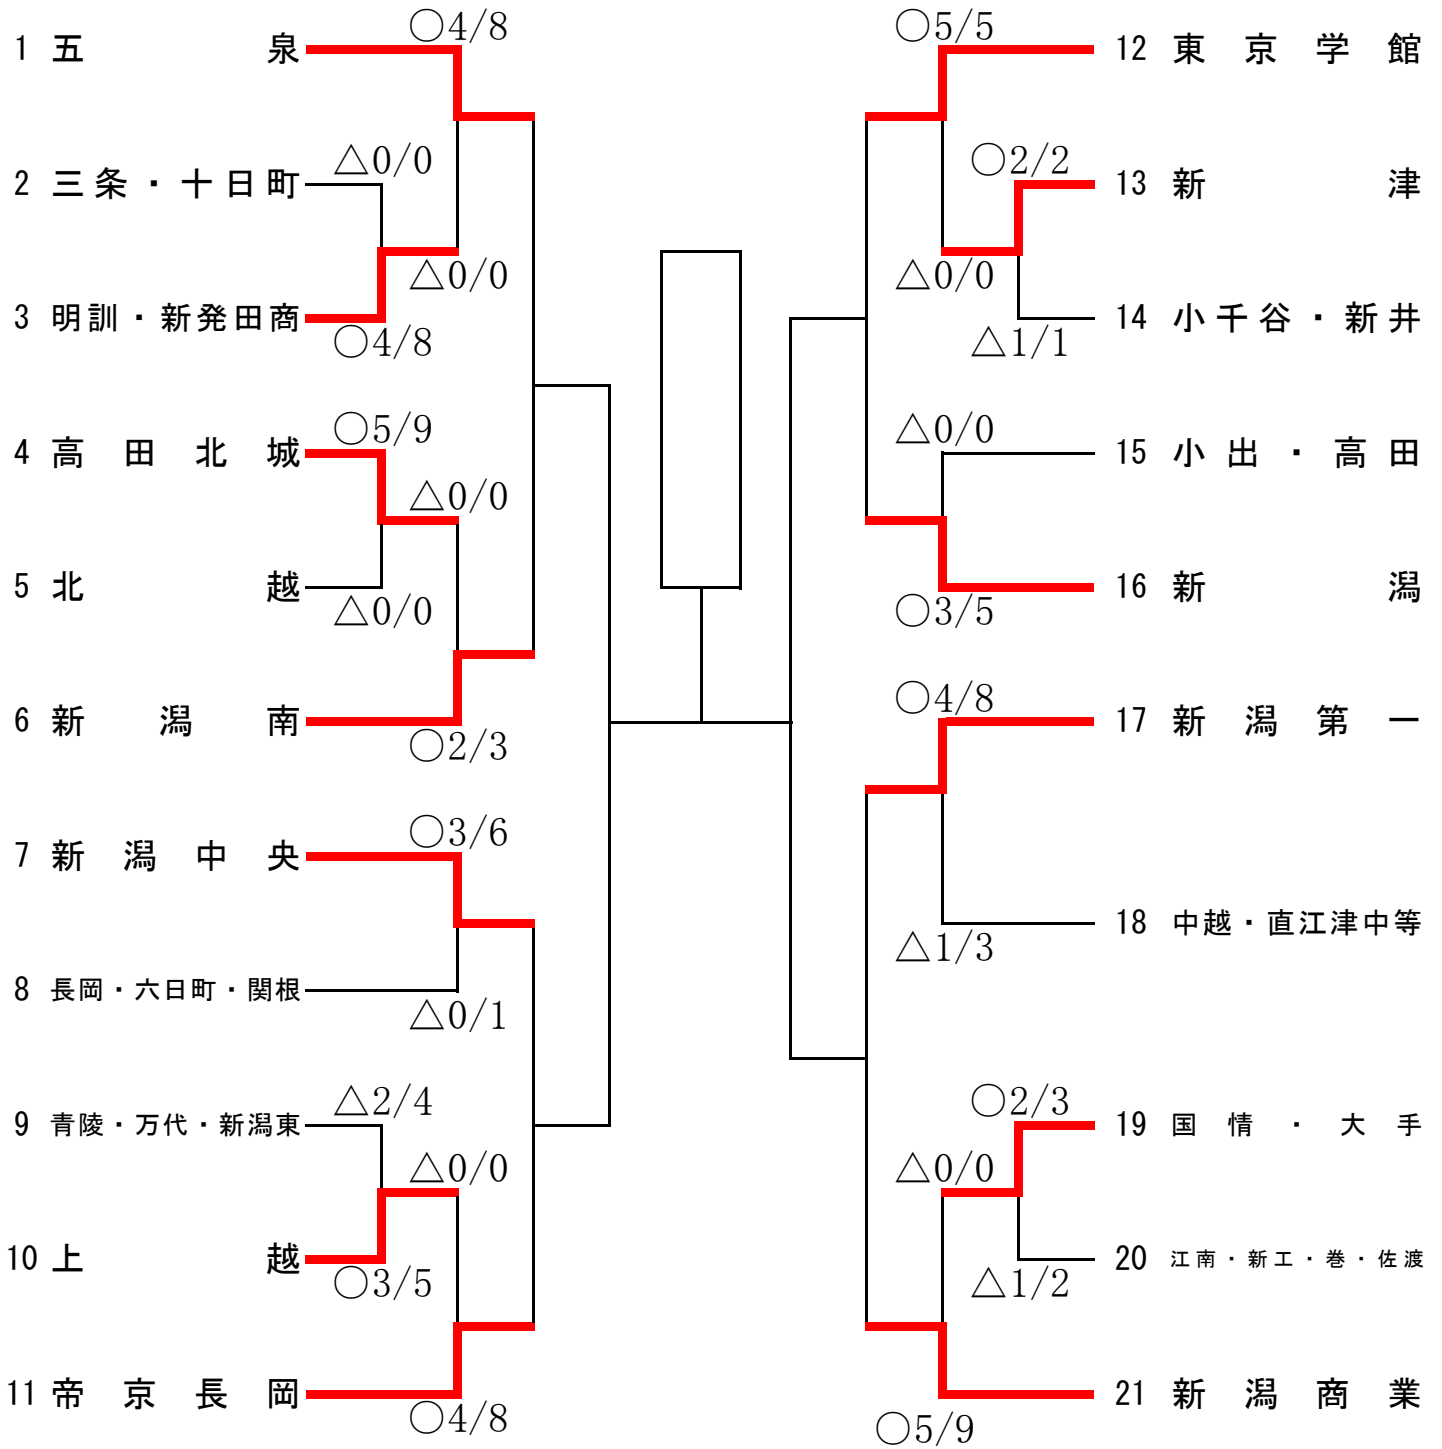 ○4/8
○5/5
1 五泉
12 東京学館
△0/0
○2/2
2 三条・十日町
13 新津
△0/0
△0/0
3 明訓・新発田商
14 小千谷・新井
○4/8
△1/1
○5/9
△0/0
4 高田北城
15 小出・高田
△0/0
5 北越
16 新潟
△0/0
○3/5
○4/8
6 新潟南
17 新潟第一
○2/3
○3/6
7 新潟中央
18 中越・直江津中等
△1/3
8 長岡・六日町・関根
△0/1
△2/4
○2/3
9 青陵・万代・新潟東
19 国情・大手
△0/0
△0/0
10 上越
20 江南・新工・巻・佐渡
○3/5
△1/2
11 帝京長岡
21 新潟商業
○4/8
○5/9